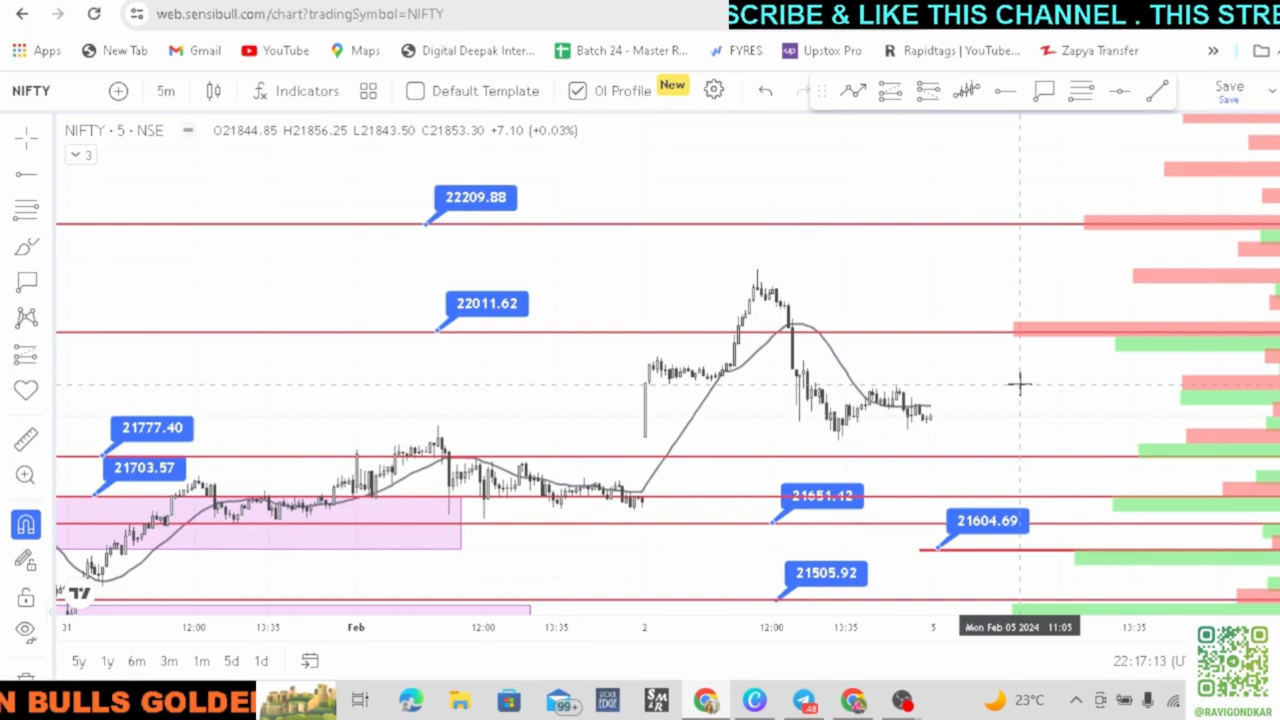 web.sensibull.com/chart?tradingSymbol=NIFTY
SCRIBE & LIKE THIS CHANNEL . THIS STRE
Apps New Tab Gmail YouTube Maps Digital Deepak Inter... Batch 24 - Master R... FYRES Upstox Pro Rapidtags | YouTube... Zapya Transfer
NIFTY 5m Indicators Default Template OI Profile New Save
Save
NIFTY · 5 · NSE O21844.85 H21856.25 L21843.50 C21853.30 +7.10 (+0.03%)
3
22209.88
22011.62
21777.40
21703.57
21651.42
21604.69
21505.92
31 12:00 13:35 Feb 12:00 13:35 2 12:00 13:35 5 Mon Feb 05 2024 11:05 13:35
5y 1y 6m 3m 1m 5d 1d 22:17:13 (U
N BULLS GOLDE
99+
23°C
@RAVIGONDKAR